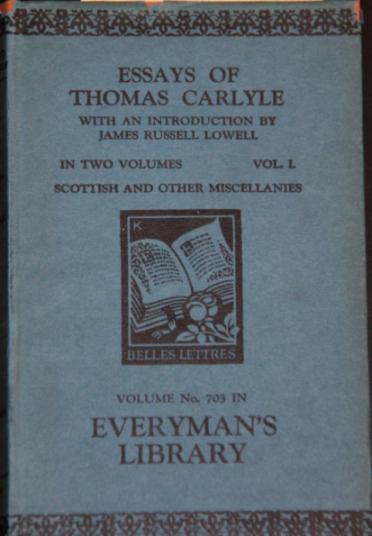 ESSAYS OF
THOMAS CARLYLE
WITH AN INTRODUCTION BY
JAMES RUSSELL LOWELL
IN TWO VOLUMES VOL. I.
SCOTTISH AND OTHER MISCELLANIES
K
BELLES LETTRES
VOLUME No. 703 IN
EVERYMAN'S
LIBRARY